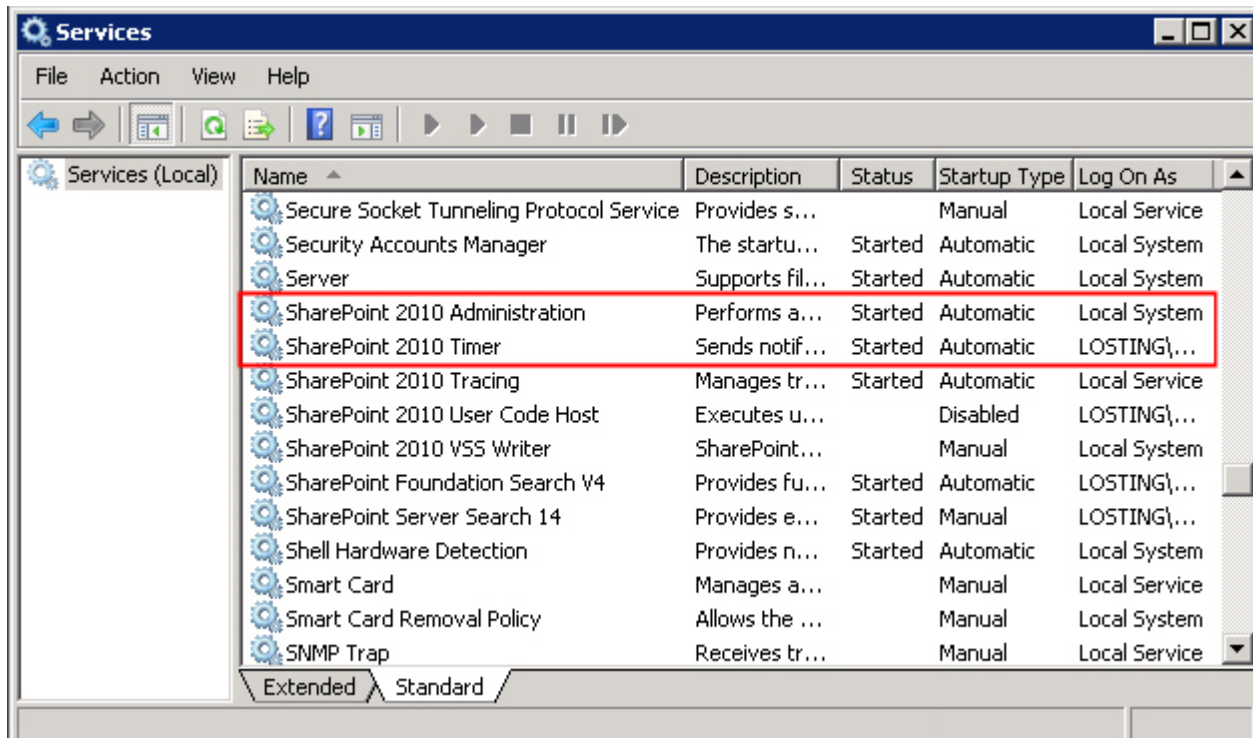 Services
File Action View Help
Services (Local)
Name Description Status Startup Type Log On As
Secure Socket Tunneling Protocol Service Provides s... Manual Local Service
Security Accounts Manager The startu... Started Automatic Local System
Server Supports fil... Started Automatic Local System
SharePoint 2010 Administration Performs a... Started Automatic Local System
SharePoint 2010 Timer Sends notif... Started Automatic LOSTING\...
SharePoint 2010 Tracing Manages tr... Started Automatic Local Service
SharePoint 2010 User Code Host Executes u... Disabled LOSTING\...
SharePoint 2010 VSS Writer SharePoint... Manual Local System
SharePoint Foundation Search V4 Provides fu... Started Automatic LOSTING\...
SharePoint Server Search 14 Provides e... Started Manual LOSTING\...
Shell Hardware Detection Provides n... Started Automatic Local System
Smart Card Manages a... Manual Local Service
Smart Card Removal Policy Allows the ... Manual Local System
SNMP Trap Receives tr... Manual Local Service
Extended Standard